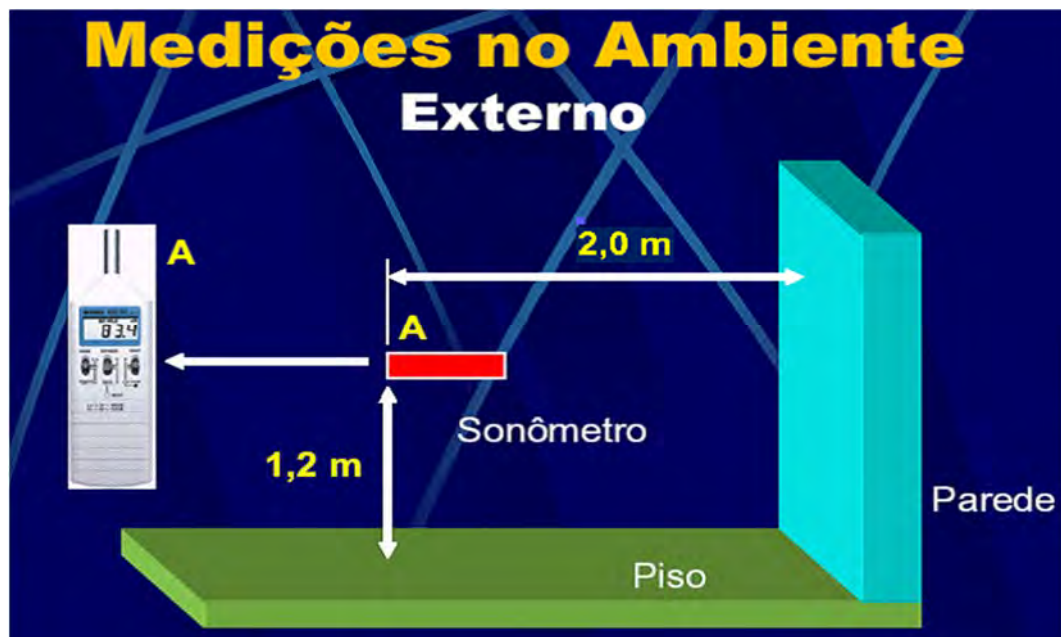 Medições no Ambiente
Externo
A
2,0 m
A
83.4
Sonômetro
1,2 m
Parede
Piso